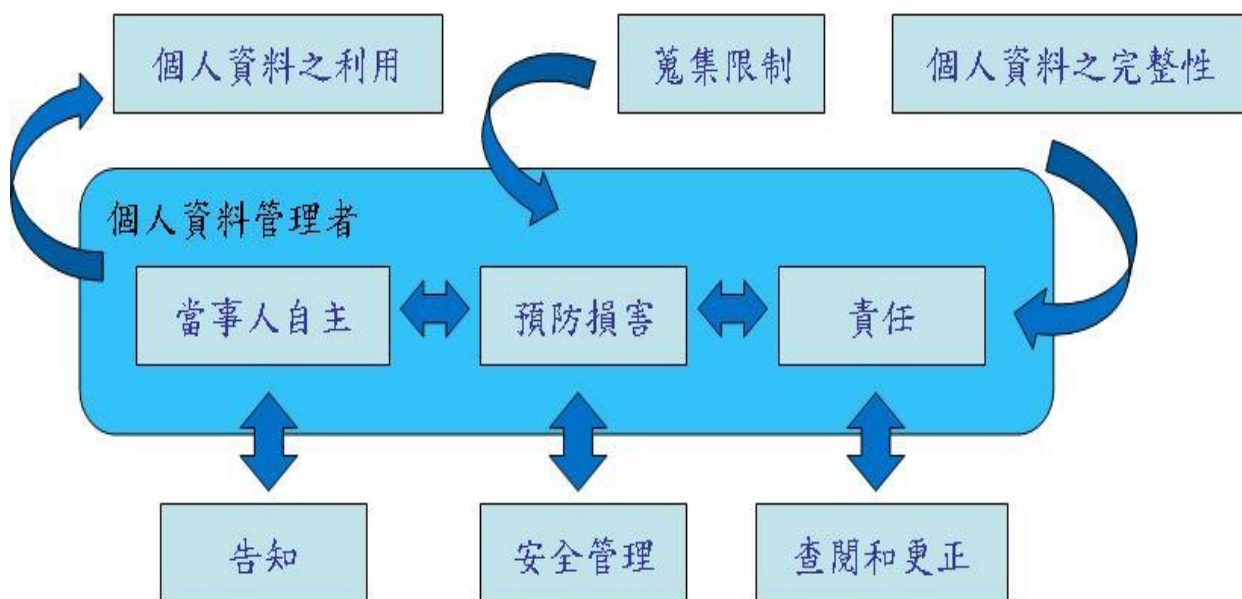 個人資料之利用
蒐集限制
個人資料之完整性
個人資料管理者
當事人自主
預防損害
責任
告知
安全管理
查閱和更正